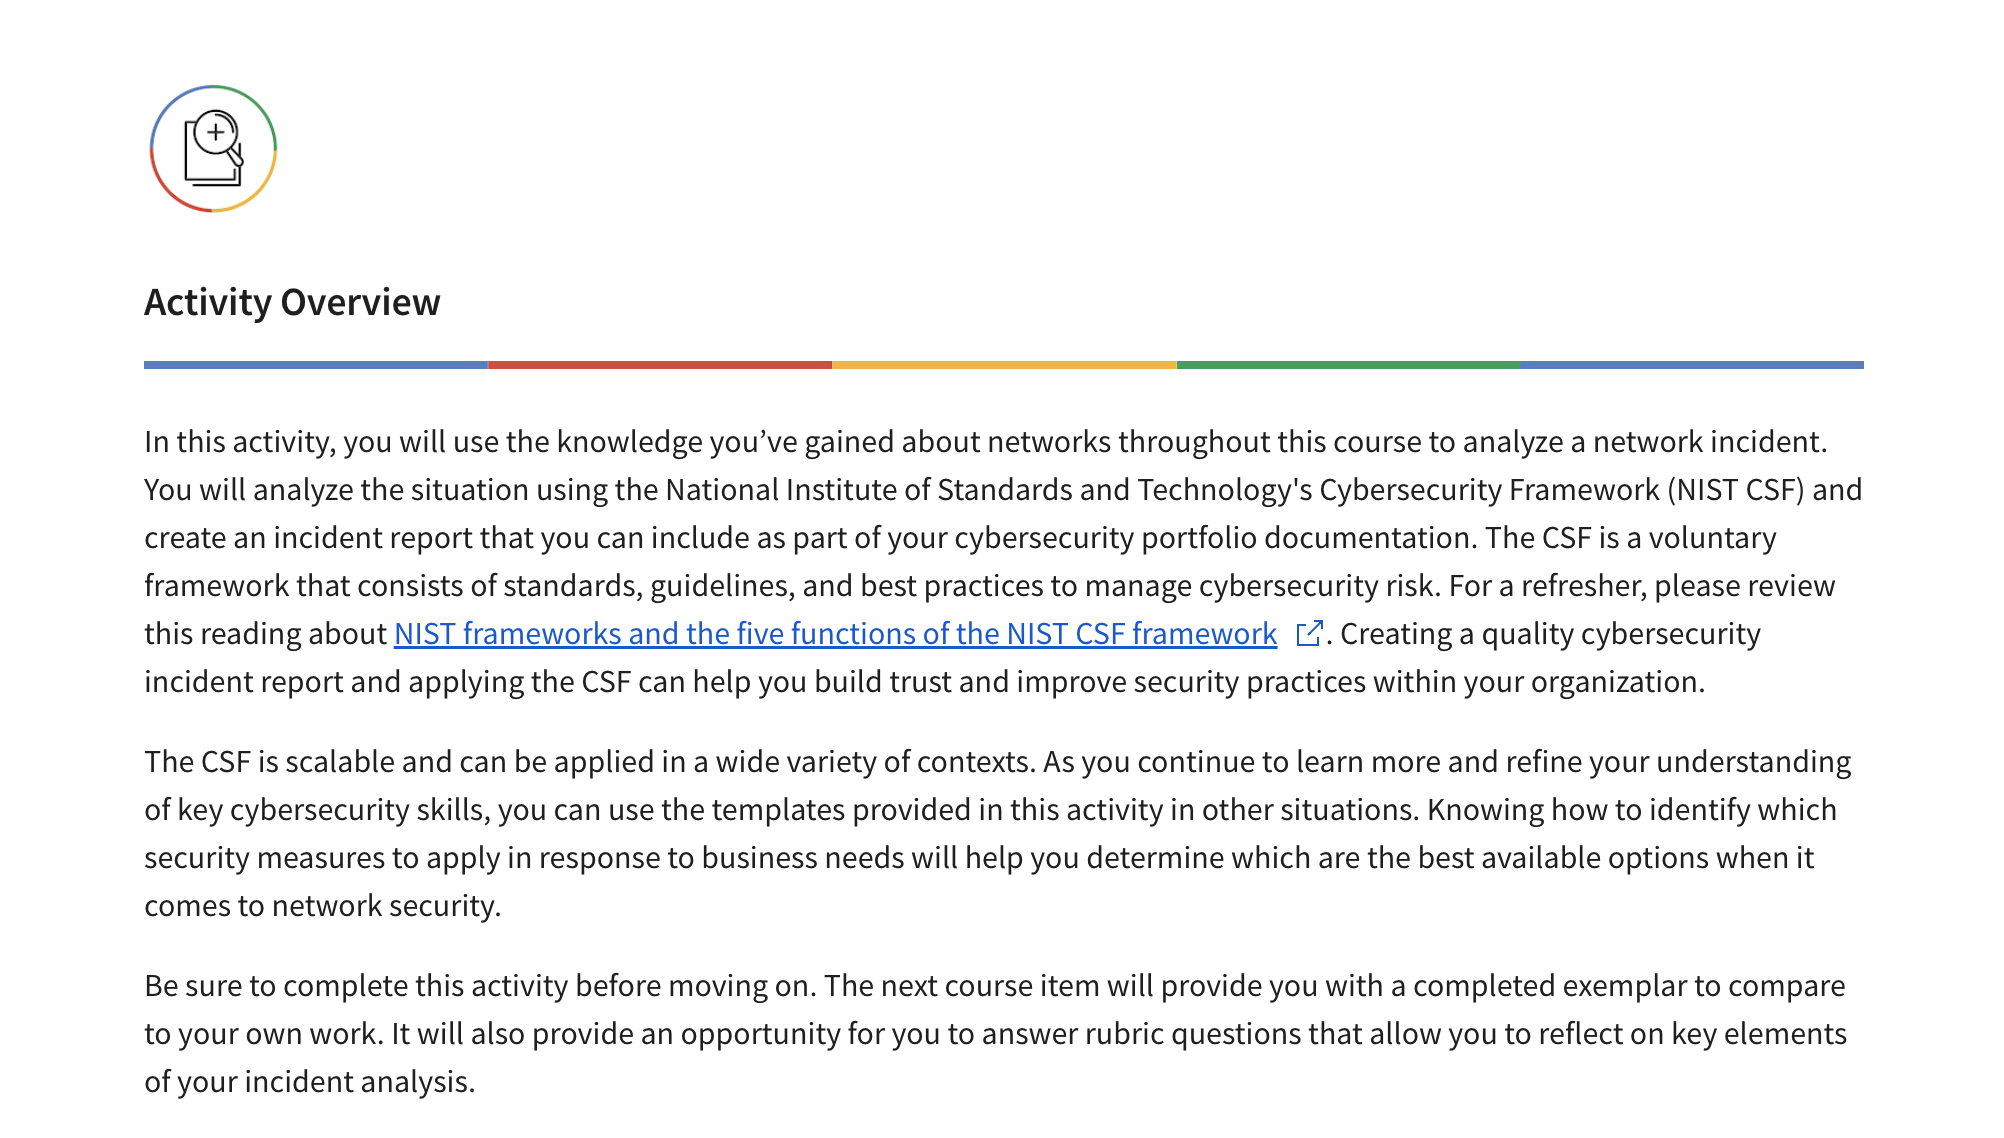 Activity Overview
In this activity, you will use the knowledge you’ve gained about networks throughout this course to analyze a network incident.
You will analyze the situation using the National Institute of Standards and Technology's Cybersecurity Framework (NIST CSF) and
create an incident report that you can include as part of your cybersecurity portfolio documentation. The CSF is a voluntary
framework that consists of standards, guidelines, and best practices to manage cybersecurity risk. For a refresher, please review
this reading about NIST frameworks and the five functions of the NIST CSF framework . Creating a quality cybersecurity
incident report and applying the CSF can help you build trust and improve security practices within your organization.
The CSF is scalable and can be applied in a wide variety of contexts. As you continue to learn more and refine your understanding
of key cybersecurity skills, you can use the templates provided in this activity in other situations. Knowing how to identify which
security measures to apply in response to business needs will help you determine which are the best available options when it
comes to network security.
Be sure to complete this activity before moving on. The next course item will provide you with a completed exemplar to compare
to your own work. It will also provide an opportunity for you to answer rubric questions that allow you to reflect on key elements
of your incident analysis.